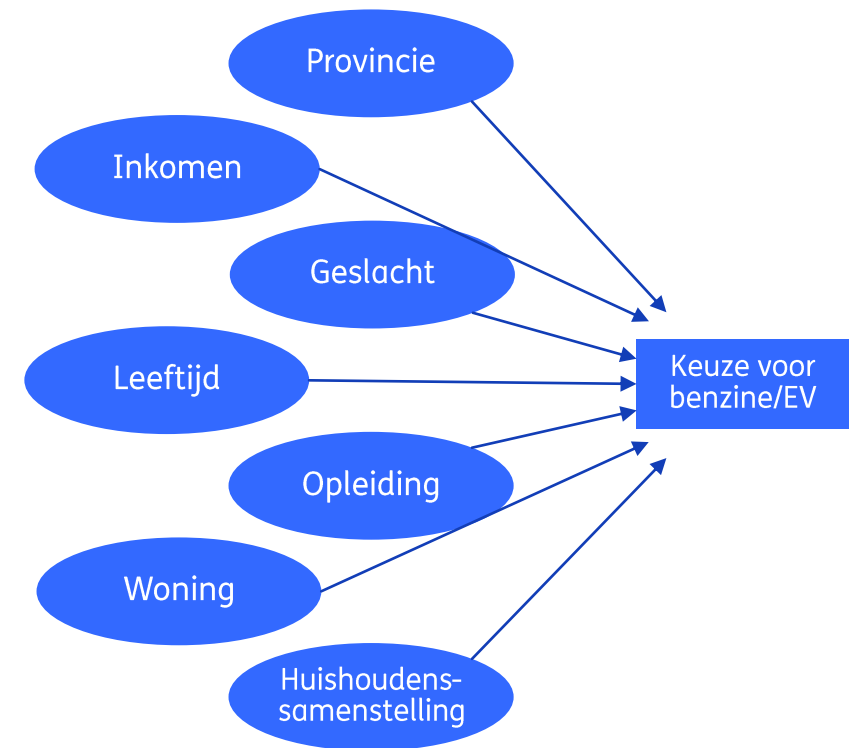 Provincie
Inkomen
Geslacht
Leeftijd
Keuze voor
benzine/EV
Opleiding
Woning
Huishoudens-
samenstelling